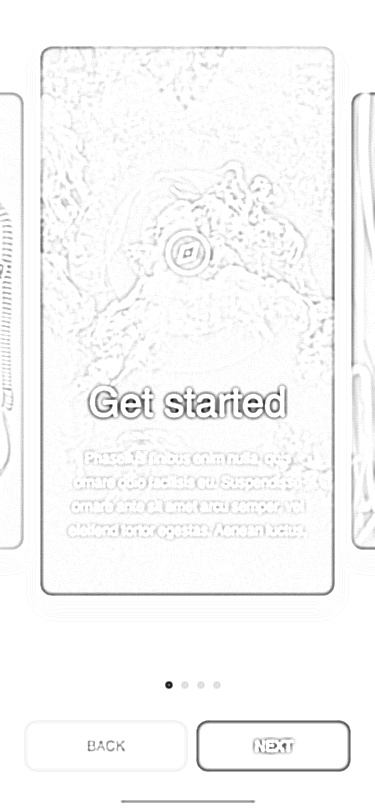 Get started
Phasellus finibus enim nulla, quis
ornare odio facilisis eu. Suspendisse
ornare ante sit amet arcu semper, vel
eleifend tortor egestas. Aenean luctus.
BACK
NEXT